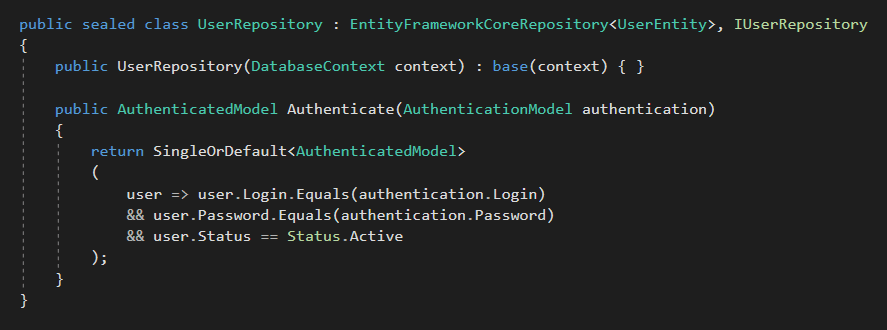 public sealed class UserRepository : EntityFrameworkCoreRepository<UserEntity>, IUserRepository
{
    public UserRepository(DatabaseContext context) : base(context) { }
    public AuthenticatedModel Authenticate(AuthenticationModel authentication)
    {
        return SingleOrDefault<AuthenticatedModel>
        (
            user => user.Login.Equals(authentication.Login)
            && user.Password.Equals(authentication.Password)
            && user.Status == Status.Active
        );
    }
}